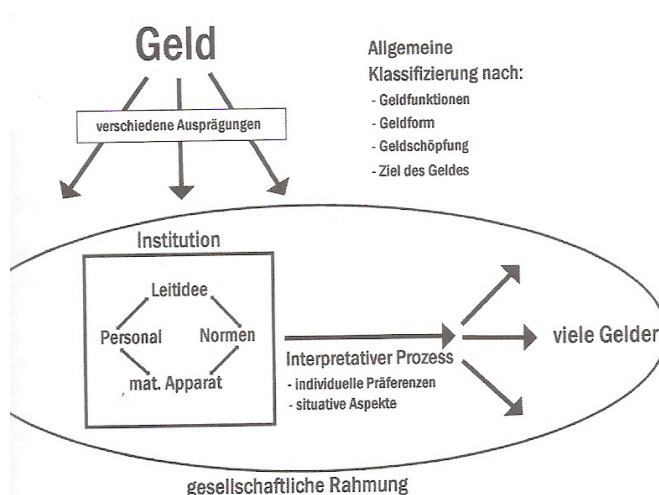 Geld
verschiedene Ausprägungen
Allgemeine
Klassifizierung nach:
- Geldfunktionen
- Geldform
- Geldschöpfung
- Ziel des Geldes
Institution
Leitidee
Personal
Normen
mat. Apparat
Interpretativer Prozess
- individuelle Präferenzen
- situative Aspekte
viele Gelder
gesellschaftliche Rahmung